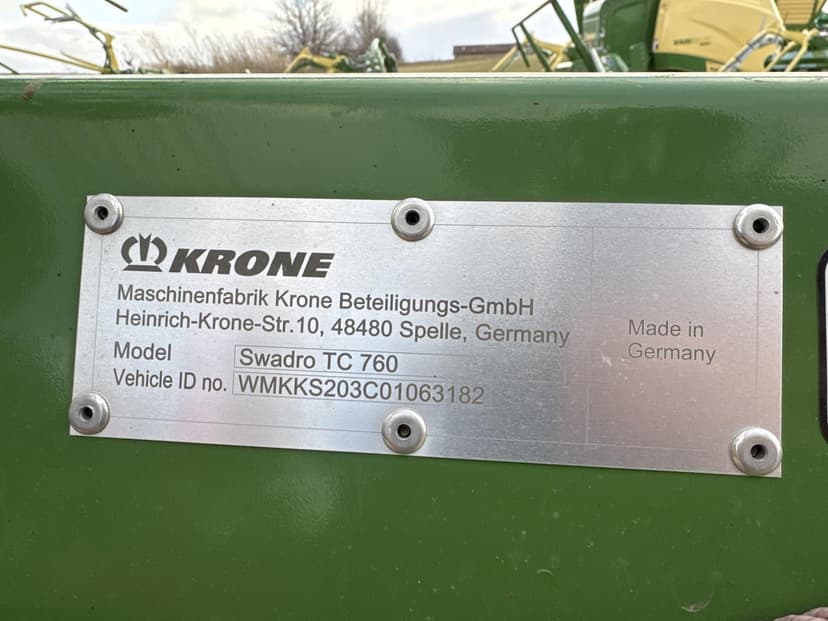 KRONE
Maschinenfabrik Krone Beteiligungs-GmbH
Heinrich-Krone-Str.10, 48480 Spelle, Germany
Model Swadro TC 760
Vehicle ID no. WMKKS203C01063182
Made in
Germany